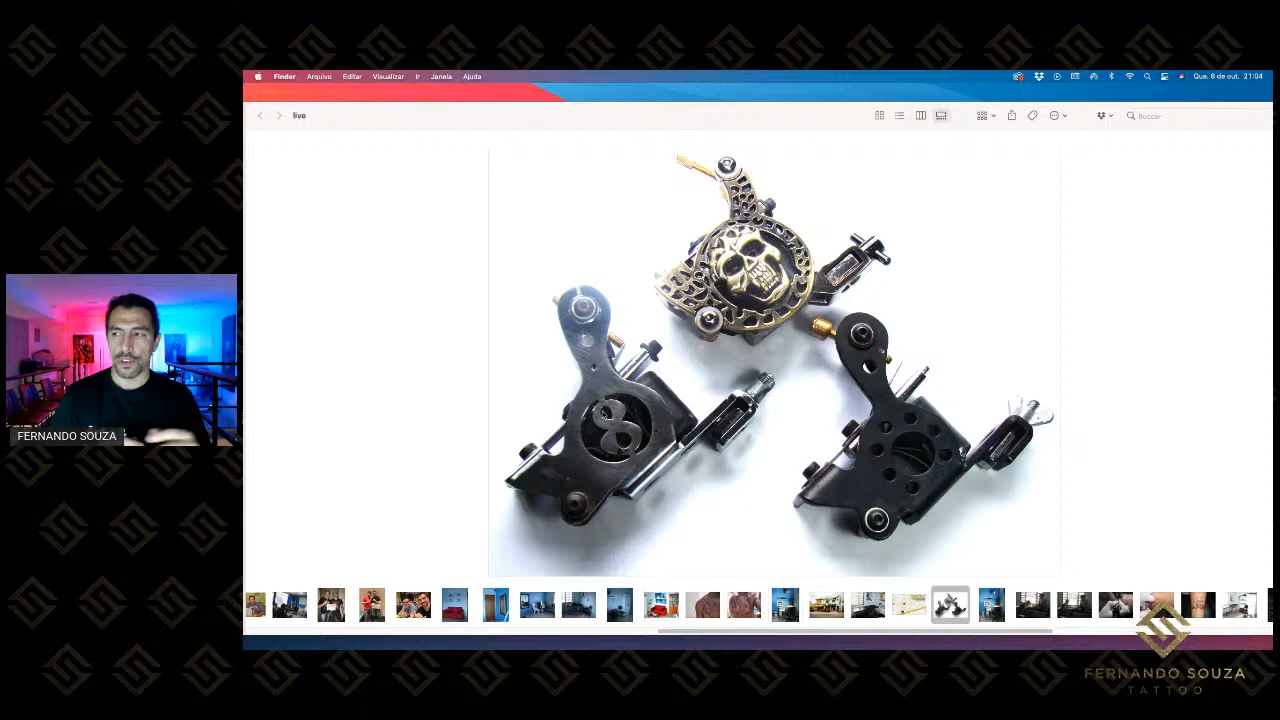 Finder Arquivo Editar Visualizar Ir Janela Ajuda
Qua. 6 de out. 21:04
live
Buscar
8
FERNANDO SOUZA
FERNANDO SOUZA
TATTOO